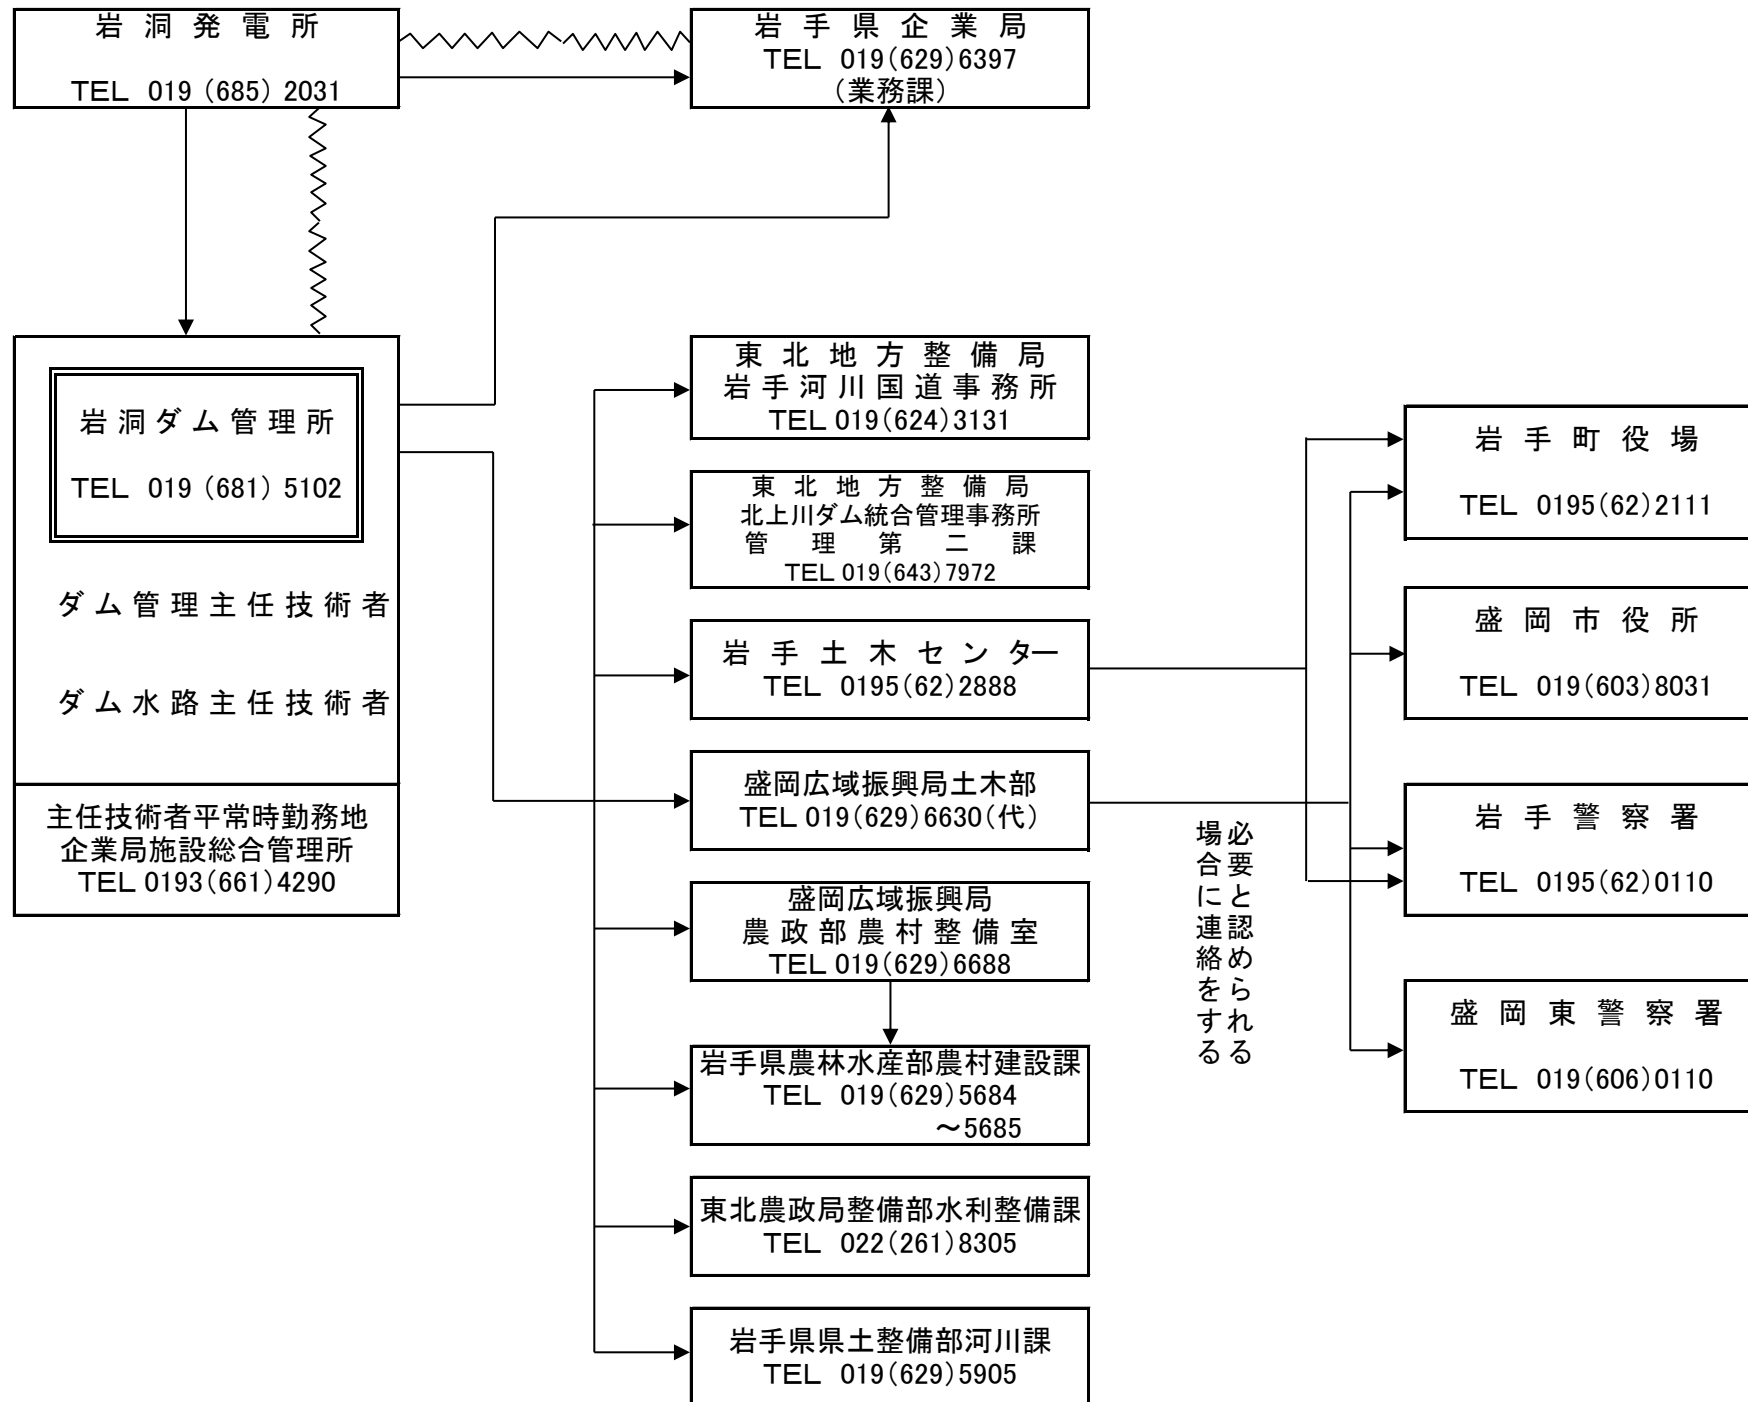 岩洞発電所
TEL 019 (685) 2031
岩手県企業局
TEL 019(629)6397
(業務課)
岩洞ダム管理所
TEL 019 (681) 5102
ダム管理主任技術者
ダム水路主任技術者
主任技術者平常時勤務地
企業局施設総合管理所
TEL 0193(661)4290
東北地方整備局
岩手河川国道事務所
TEL 019(624)3131
東北地方整備局
北上川ダム統合管理事務所
管理第二課
TEL 019(643)7972
岩手土木センター
TEL 0195(62)2888
盛岡広域振興局土木部
TEL 019(629)6630(代)
盛岡広域振興局
農政部農村整備室
TEL 019(629)6688
岩手県農林水産部農村建設課
TEL 019(629)5684
～5685
東北農政局整備部水利整備課
TEL 022(261)8305
岩手県県土整備部河川課
TEL 019(629)5905
必要と認められる
場合に連絡をする
岩手町役場
TEL 0195(62)2111
盛岡市役所
TEL 019(603)8031
岩手警察署
TEL 0195(62)0110
盛岡東警察署
TEL 019(606)0110